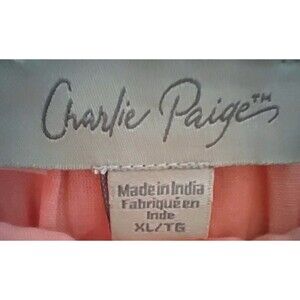 Charlie Paige™
Made in India
Fabriqué en
Inde
XL/TG